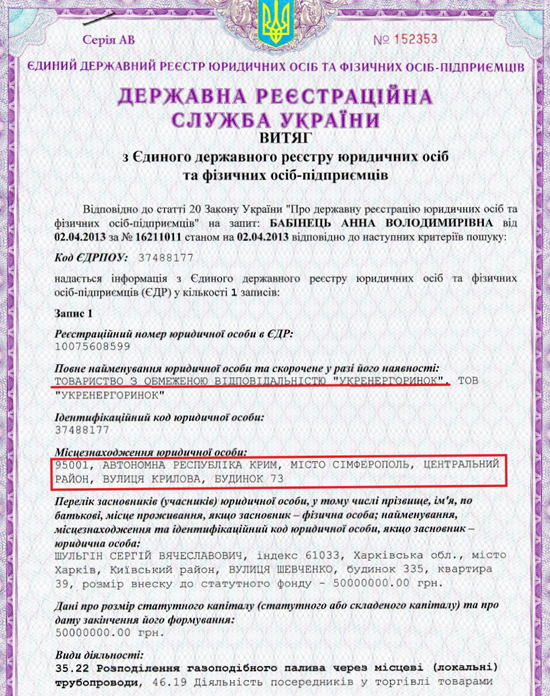 Серія АВ
№ 152353
ЄДИНИЙ ДЕРЖАВНИЙ РЕЄСТР ЮРИДИЧНИХ ОСІБ ТА ФІЗИЧНИХ ОСІБ-ПІДПРИЄМЦІВ
ДЕРЖАВНА РЕЄСТРАЦІЙНА
СЛУЖБА УКРАЇНИ
ВИТЯГ
з Єдиного державного реєстру юридичних осіб
та фізичних осіб-підприємців
Відповідно до статті 20 Закону України "Про державну реєстрацію юридичних осіб та
фізичних осіб-підприємців" на запит: БАБІНЕЦЬ АННА ВОЛОДИМИРІВНА від
02.04.2013 за № 16211011 станом на 02.04.2013 відповідно до наступних критеріїв пошуку:
Код ЄДРПОУ: 37488177
надається інформація з Єдиного державного реєстру юридичних осіб та фізичних
осіб-підприємців (ЄДР) у кількості 1 записів:
Запис 1
Реєстраційний номер юридичної особи в ЄДР:
10075608599
Повне найменування юридичної особи та скорочене у разі його наявності:
ТОВАРИСТВО З ОБМЕЖЕНОЮ ВІДПОВІДАЛЬНІСТЮ "УКРЕНЕРГОРИНОК", ТОВ
"УКРЕНЕРГОРИНОК"
Ідентифікаційний код юридичної особи:
37488177
Місцезнаходження юридичної особи:
95001, АВТОНОМНА РЕСПУБЛІКА КРИМ, МІСТО СІМФЕРОПОЛЬ, ЦЕНТРАЛЬНИЙ
РАЙОН, ВУЛИЦЯ КРИЛОВА, БУДИНОК 73
Перелік засновників (учасників) юридичної особи, у тому числі прізвище, ім'я, по
батькові, місце проживання, якщо засновник – фізична особа; найменування,
місцезнаходження та ідентифікаційний код юридичної особи, якщо засновник –
юридична особа:
ШУЛЬГІН СЕРГІЙ ВЯЧЕСЛАВОВИЧ, індекс 61033, Харківська обл., місто
Харків, Київський район, ВУЛИЦЯ ШЕВЧЕНКО, будинок 335, квартира
39, розмір внеску до статутного фонду - 50000000.00 грн.
Дані про розмір статутного капіталу (статутного або складеного капіталу) та про
дату закінчення його формування:
50000000.00 грн.
Види діяльності:
35.22 Розподілення газоподібного палива через місцеві (локальні)
трубопроводи, 46.19 Діяльність посередників у торгівлі товарами